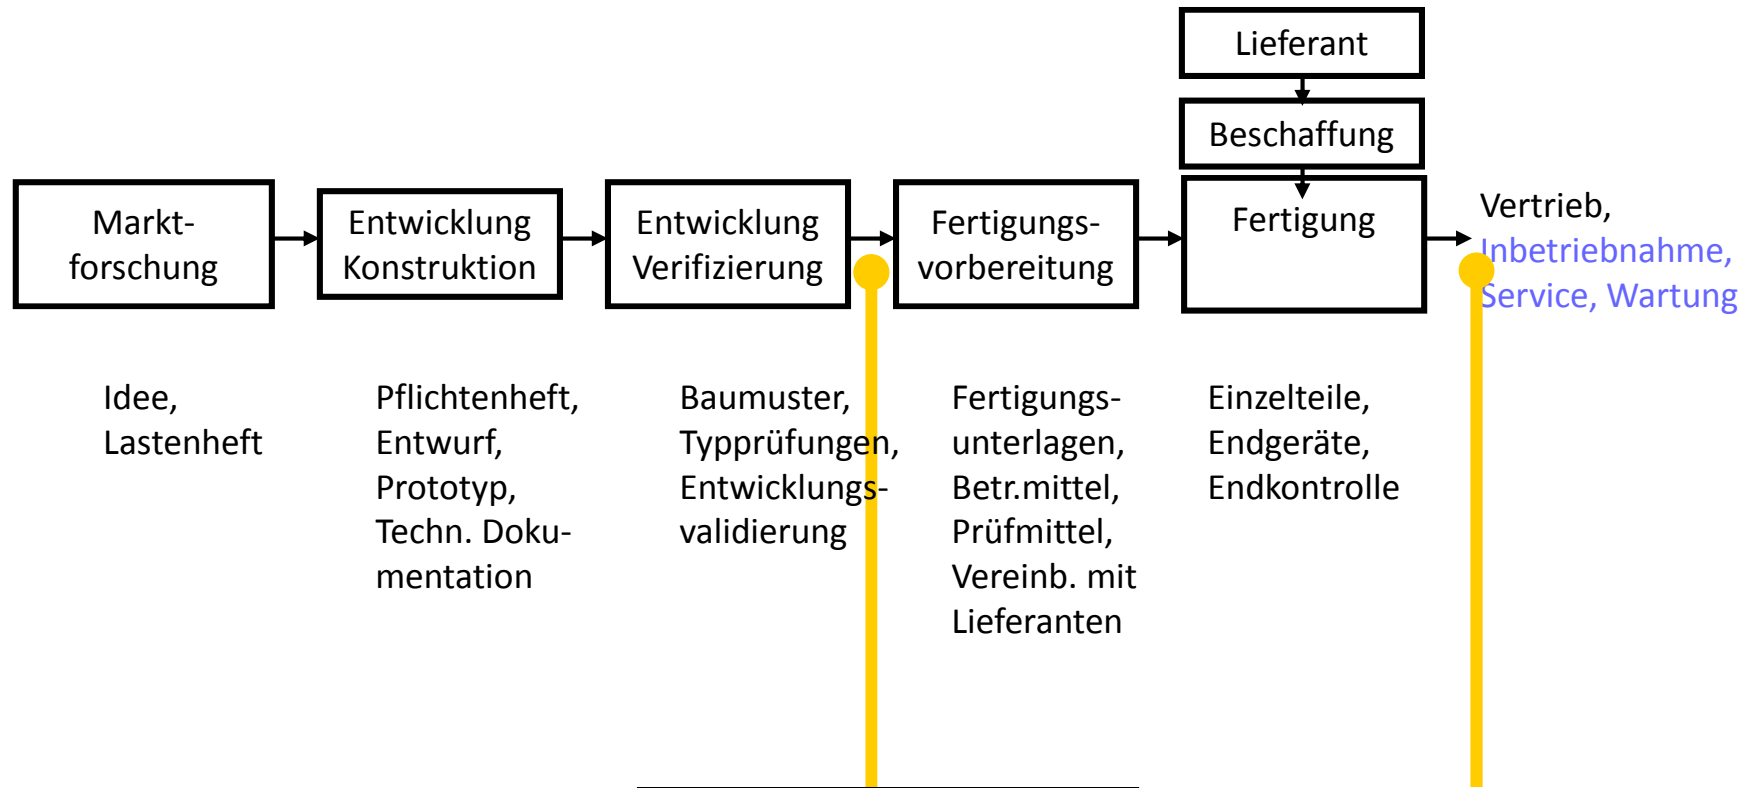 Lieferant
Beschaffung
Markt-
forschung
Entwicklung
Konstruktion
Entwicklung
Verifizierung
Fertigungs-
vorbereitung
Fertigung
Vertrieb,
Inbetriebnahme,
Service, Wartung
Idee,
Lastenheft
Pflichtenheft,
Entwurf,
Prototyp,
Techn. Doku-
mentation
Baumuster,
Typprüfungen,
Entwicklungs-
validierung
Fertigungs-
unterlagen,
Betr.mittel,
Prüfmittel,
Vereinb. mit
Lieferanten
Einzelteile,
Endgeräte,
Endkontrolle